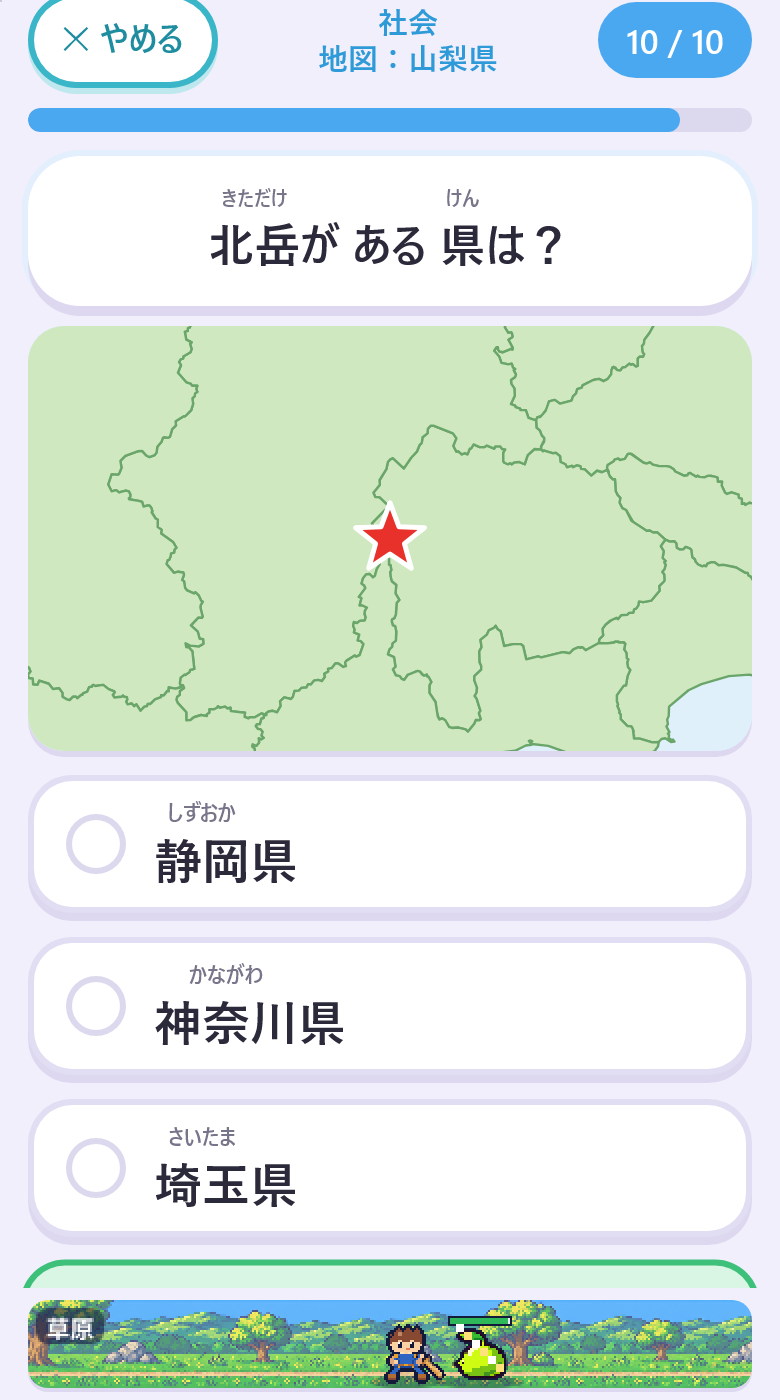 × やめる
社会
地図：山梨県
10 / 10
きただけ けん
北岳が ある 県は？
しずおか
静岡県
かながわ
神奈川県
さいたま
埼玉県
草原